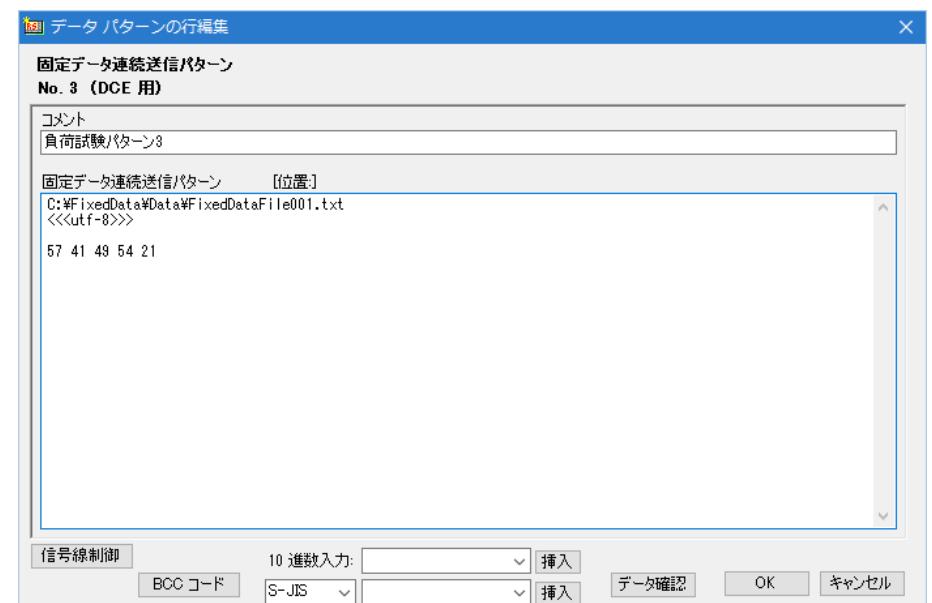 データ パターンの行編集
固定データ連続送信パターン
No. 3 (DCE 用)
コメント
負荷試験パターン3
固定データ連続送信パターン [位置:]
C:¥FixedData¥Data¥FixedDataFile001.txt
<<<utf-8>>>
57 41 49 54 21
信号線制御
10 進数入力: 挿入
BCC コード
S-JIS 挿入
データ確認 OK キャンセル